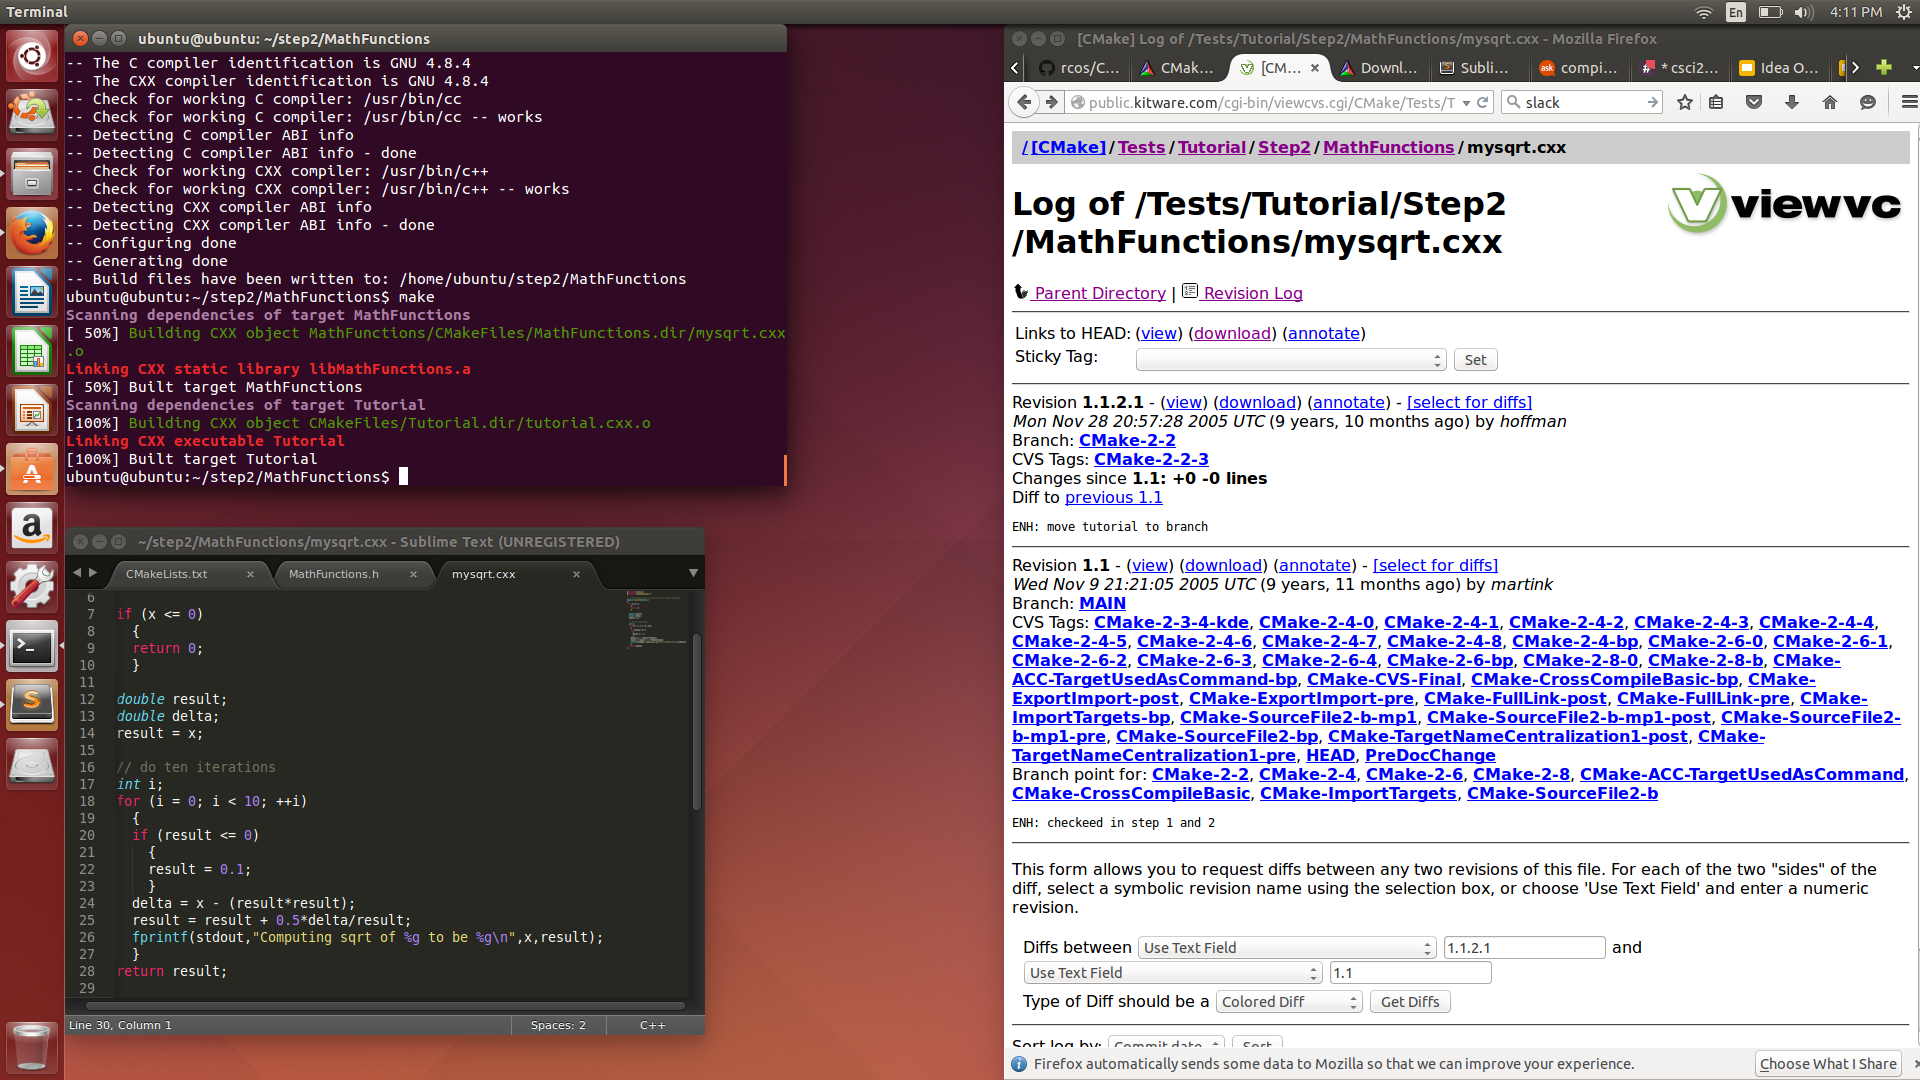 Terminal
En
4:11 PM
ubuntu@ubuntu: ~/step2/MathFunctions
-- The C compiler identification is GNU 4.8.4
-- The CXX compiler identification is GNU 4.8.4
-- Check for working C compiler: /usr/bin/cc
-- Check for working C compiler: /usr/bin/cc -- works
-- Detecting C compiler ABI info
-- Detecting C compiler ABI info - done
-- Check for working CXX compiler: /usr/bin/c++
-- Check for working CXX compiler: /usr/bin/c++ -- works
-- Detecting CXX compiler ABI info
-- Detecting CXX compiler ABI info - done
-- Configuring done
-- Generating done
-- Build files have been written to: /home/ubuntu/step2/MathFunctions
ubuntu@ubuntu:~/step2/MathFunctions$ make
Scanning dependencies of target MathFunctions
[ 50%] Building CXX object MathFunctions/CMakeFiles/MathFunctions.dir/mysqrt.cxx
.o
Linking CXX static library libMathFunctions.a
[ 50%] Built target MathFunctions
Scanning dependencies of target Tutorial
[100%] Building CXX object CMakeFiles/Tutorial.dir/tutorial.cxx.o
Linking CXX executable Tutorial
[100%] Built target Tutorial
ubuntu@ubuntu:~/step2/MathFunctions$
~/step2/MathFunctions/mysqrt.cxx - Sublime Text (UNREGISTERED)
CMakeLists.txt × MathFunctions.h × mysqrt.cxx ×
6
7 if (x <= 0)
8 {
9 return 0;
10 }
11
12 double result;
13 double delta;
14 result = x;
15
16 // do ten iterations
17 int i;
18 for (i = 0; i < 10; ++i)
19 {
20 if (result <= 0)
21 {
22 result = 0.1;
23 }
24 delta = x - (result*result);
25 result = result + 0.5*delta/result;
26 fprintf(stdout,"Computing sqrt of %g to be %g\n",x,result);
27 }
28 return result;
29
Line 30, Column 1 Spaces: 2 C++
[CMake] Log of /Tests/Tutorial/Step2/MathFunctions/mysqrt.cxx - Mozilla Firefox
rcos/C... CMak... [CM... × Downl... Subli... ask compi... * csci2... Idea O...
public.kitware.com/cgi-bin/viewcvs.cgi/CMake/Tests/T slack
/[CMake]/Tests/Tutorial/Step2/MathFunctions/mysqrt.cxx
Log of /Tests/Tutorial/Step2
/MathFunctions/mysqrt.cxx
viewvc
Parent Directory | Revision Log
Links to HEAD: (view) (download) (annotate)
Sticky Tag: Set
Revision 1.1.2.1 - (view) (download) (annotate) - [select for diffs]
Mon Nov 28 20:57:28 2005 UTC (9 years, 10 months ago) by hoffman
Branch: CMake-2-2
CVS Tags: CMake-2-2-3
Changes since 1.1: +0 -0 lines
Diff to previous 1.1
ENH: move tutorial to branch
Revision 1.1 - (view) (download) (annotate) - [select for diffs]
Wed Nov 9 21:21:05 2005 UTC (9 years, 11 months ago) by martink
Branch: MAIN
CVS Tags: CMake-2-3-4-kde, CMake-2-4-0, CMake-2-4-1, CMake-2-4-2, CMake-2-4-3, CMake-2-4-4,
CMake-2-4-5, CMake-2-4-6, CMake-2-4-7, CMake-2-4-8, CMake-2-4-bp, CMake-2-6-0, CMake-2-6-1,
CMake-2-6-2, CMake-2-6-3, CMake-2-6-4, CMake-2-6-bp, CMake-2-8-0, CMake-2-8-b, CMake-
ACC-TargetUsedAsCommand-bp, CMake-CVS-Final, CMake-CrossCompileBasic-bp, CMake-
ExportImport-post, CMake-ExportImport-pre, CMake-FullLink-post, CMake-FullLink-pre, CMake-
ImportTargets-bp, CMake-SourceFile2-b-mp1, CMake-SourceFile2-b-mp1-post, CMake-SourceFile2-
b-mp1-pre, CMake-SourceFile2-bp, CMake-TargetNameCentralization1-post, CMake-
TargetNameCentralization1-pre, HEAD, PreDocChange
Branch point for: CMake-2-2, CMake-2-4, CMake-2-6, CMake-2-8, CMake-ACC-TargetUsedAsCommand,
CMake-CrossCompileBasic, CMake-ImportTargets, CMake-SourceFile2-b
ENH: checkeed in step 1 and 2
This form allows you to request diffs between any two revisions of this file. For each of the two "sides" of the
diff, select a symbolic revision name using the selection box, or choose 'Use Text Field' and enter a numeric
revision.
Diffs between Use Text Field 1.1.2.1 and
Use Text Field 1.1
Type of Diff should be a Colored Diff Get Diffs
Sort log by: Commit date Sort
Firefox automatically sends some data to Mozilla so that we can improve your experience. Choose What I Share ×